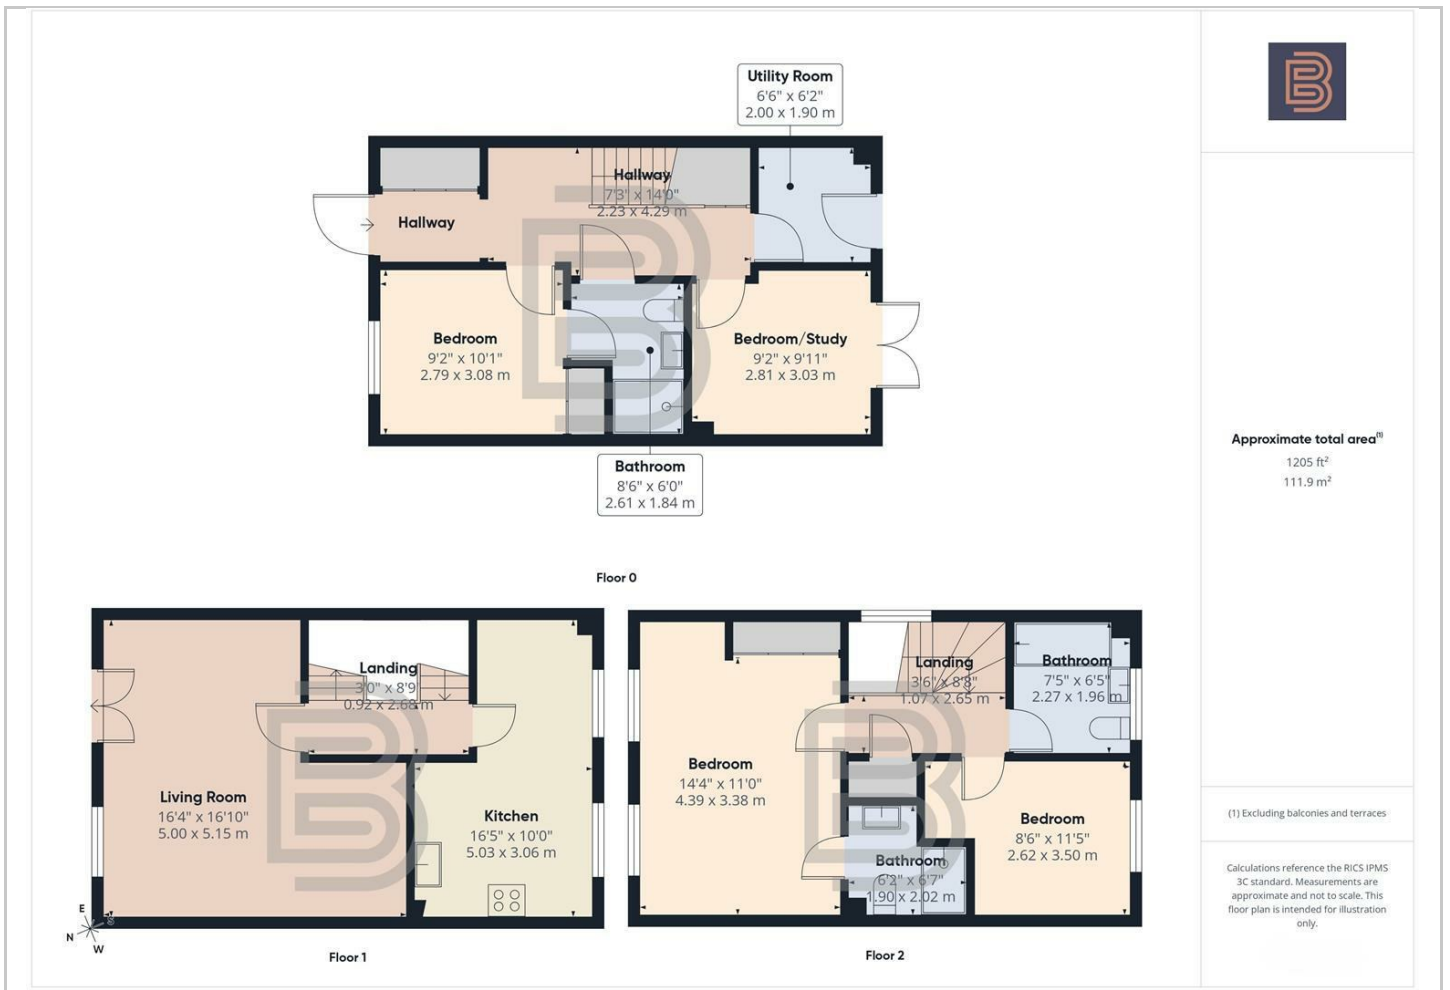 Utility Room
6'6" x 6'2"
2.00 x 1.90 m
Hallway
7'3" x 14'0"
2.23 x 4.29 m
Hallway
Bedroom
9'2" x 10'1"
2.79 x 3.08 m
Bedroom/Study
9'2" x 9'11"
2.81 x 3.03 m
Bathroom
8'6" x 6'0"
2.61 x 1.84 m
Floor 0
Landing
3'0" x 8'9"
0.92 x 2.68 m
Living Room
16'4" x 16'10"
5.00 x 5.15 m
Kitchen
16'5" x 10'0"
5.03 x 3.06 m
E
S
N
W
Floor 1
Landing
3'6" x 8'8"
1.07 x 2.65 m
Bathroom
7'5" x 6'5"
2.27 x 1.96 m
Bedroom
14'4" x 11'0"
4.39 x 3.38 m
Bedroom
8'6" x 11'5"
2.62 x 3.50 m
Bathroom
6'2" x 6'7"
1.90 x 2.02 m
Floor 2
Approximate total area(1)
1205 ft²
111.9 m²
(1) Excluding balconies and terraces
Calculations reference the RICS IPMS
3C standard. Measurements are
approximate and not to scale. This
floor plan is intended for illustration
only.